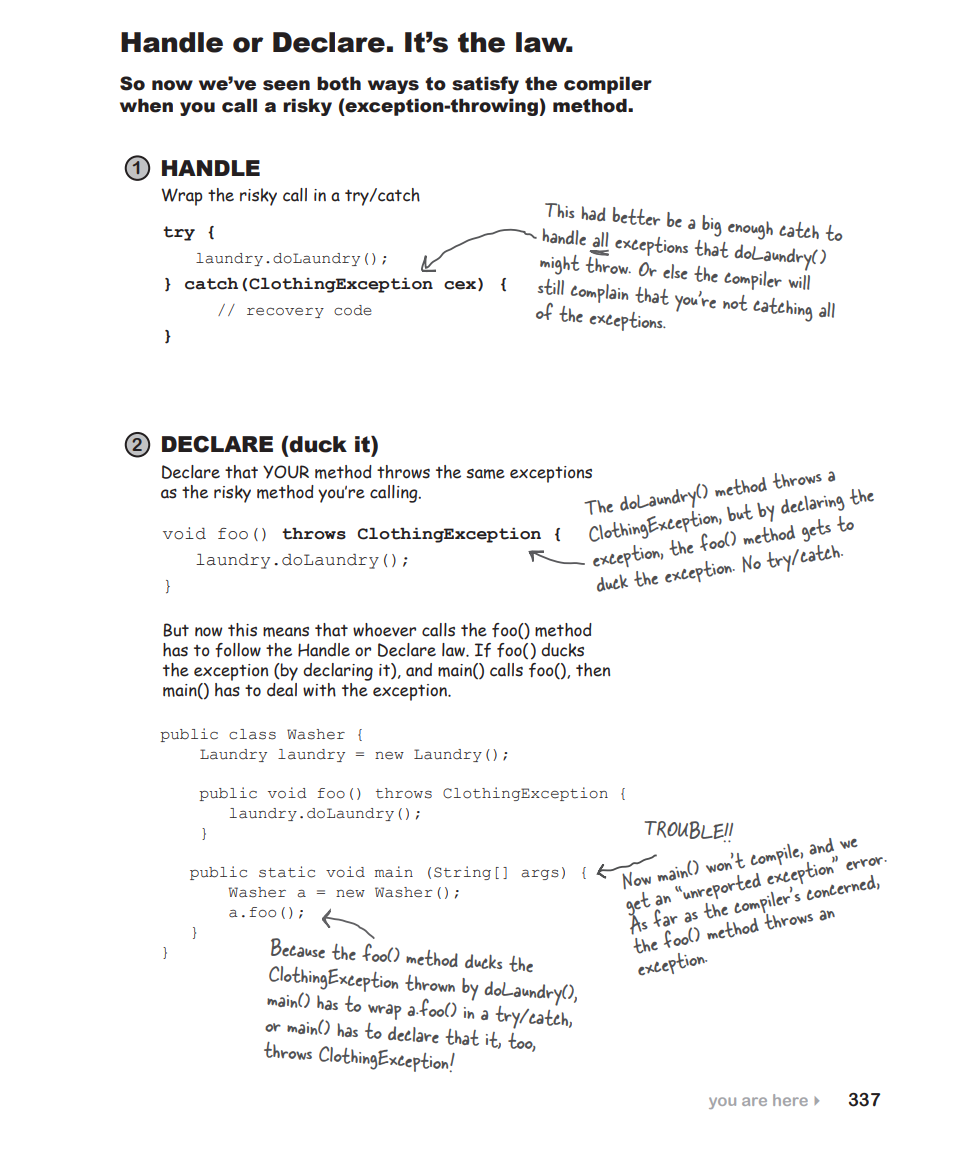 Handle or Declare. It’s the law.
So now we’ve seen both ways to satisfy the compiler
when you call a risky (exception-throwing) method.
1 HANDLE
Wrap the risky call in a try/catch
try {
laundry.doLaundry();
} catch(ClothingException cex) {
// recovery code
}
This had better be a big enough catch to
handle all exceptions that doLaundry()
might throw. Or else the compiler will
still complain that you're not catching all
of the exceptions.
2 DECLARE (duck it)
Declare that YOUR method throws the same exceptions
as the risky method you’re calling.
void foo() throws ClothingException {
laundry.doLaundry();
}
The doLaundry() method throws a
ClothingException, but by declaring the
exception, the foo() method gets to
duck the exception. No try/catch.
But now this means that whoever calls the foo() method
has to follow the Handle or Declare law. If foo() ducks
the exception (by declaring it), and main() calls foo(), then
main() has to deal with the exception.
public class Washer {
Laundry laundry = new Laundry();
public void foo() throws ClothingException {
laundry.doLaundry();
}
public static void main (String[] args) {
Washer a = new Washer();
a.foo();
}
}
TROUBLE!!
Now main() won't compile, and we
get an "unreported exception" error.
As far as the compiler's concerned,
the foo() method throws an
exception.
Because the foo() method ducks the
ClothingException thrown by doLaundry(),
main() has to wrap a.foo() in a try/catch,
or main() has to declare that it, too,
throws ClothingException!
you are here 337